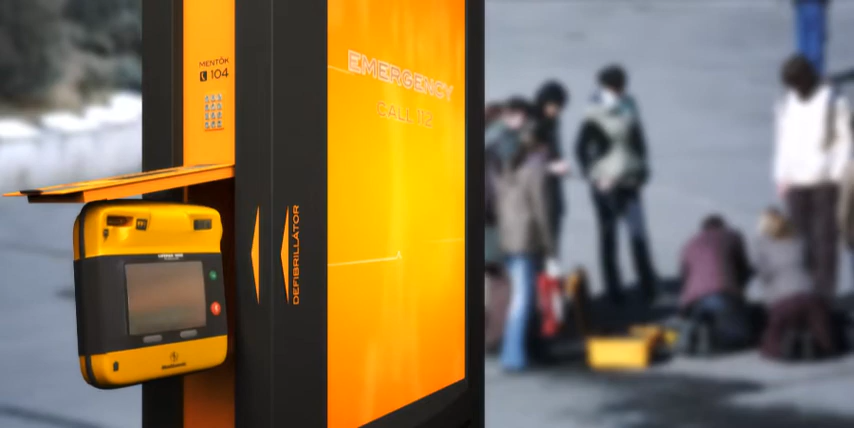 MENTŐK
104
EMERGENCY
CALL 112
DEFIBRILLÁTOR